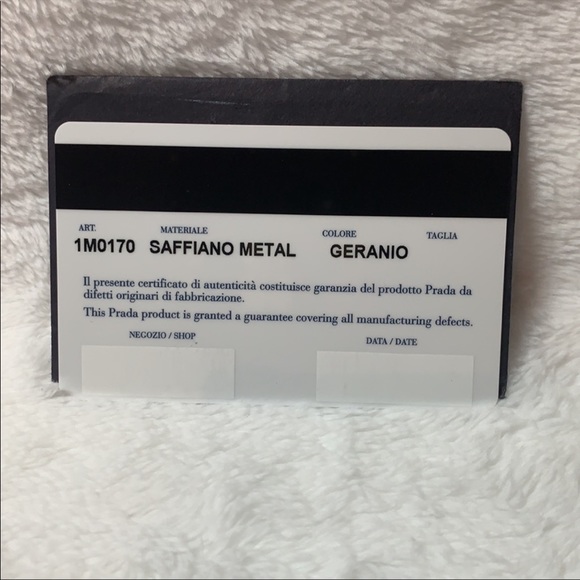 ART. MATERIALE COLORE TAGLIA
1M0170 SAFFIANO METAL GERANIO
Il presente certificato di autenticità costituisce garanzia del prodotto Prada da
difetti originari di fabbricazione.
This Prada product is granted a guarantee covering all manufacturing defects.
NEGOZIO / SHOP DATA / DATE